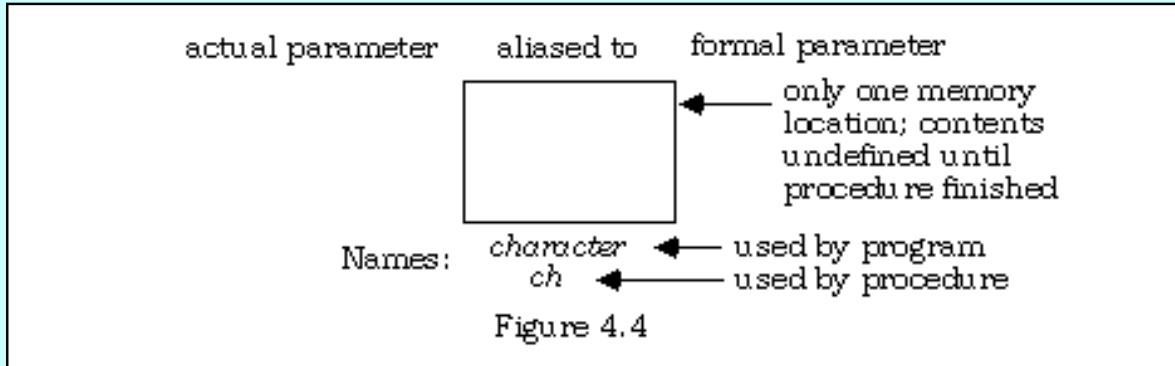 actual parameter aliased to formal parameter
only one memory
location; contents
undefined until
procedure finished
Names: character used by program
ch used by procedure
Figure 4.4